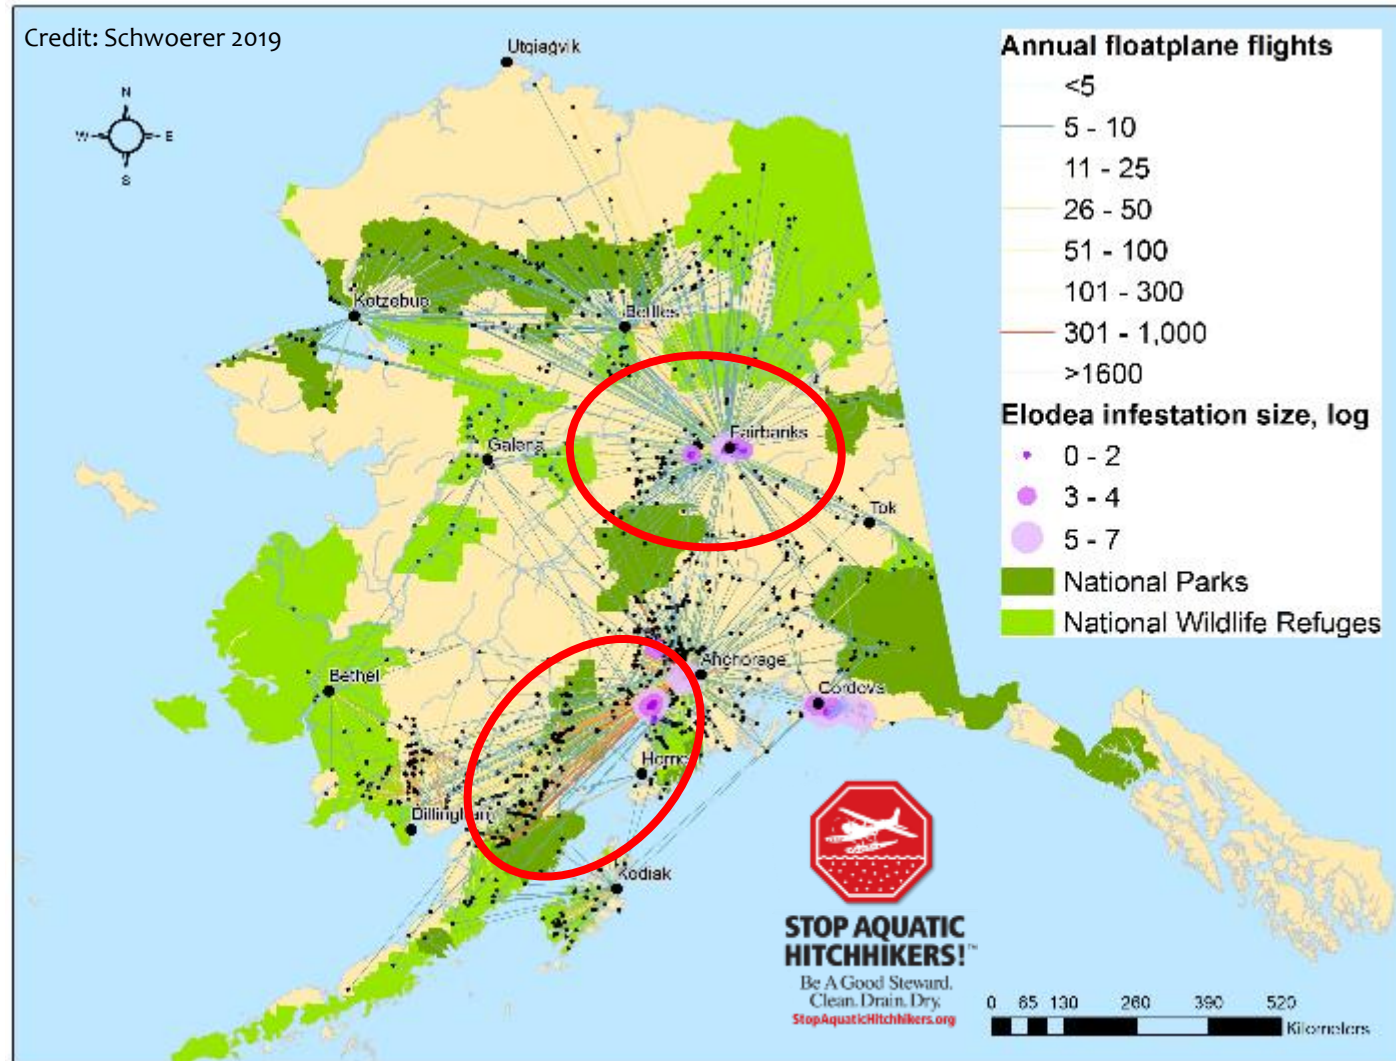 Credit: Schwoerer 2019
Utqiaġvik
N
W
E
S
Kotzebue
Bettles
Fairbanks
Galena
Tok
Anchorage
Bethel
Cordova
Homer
Dillingham
Kodiak
Annual floatplane flights
<5
5 - 10
11 - 25
26 - 50
51 - 100
101 - 300
301 - 1,000
>1600
Elodea infestation size, log
0 - 2
3 - 4
5 - 7
National Parks
National Wildlife Refuges
STOP AQUATIC
HITCHHIKERS!™
Be A Good Steward.
Clean. Drain. Dry.
StopAquaticHitchhikers.org
0 65 130 260 390 520
Kilometers